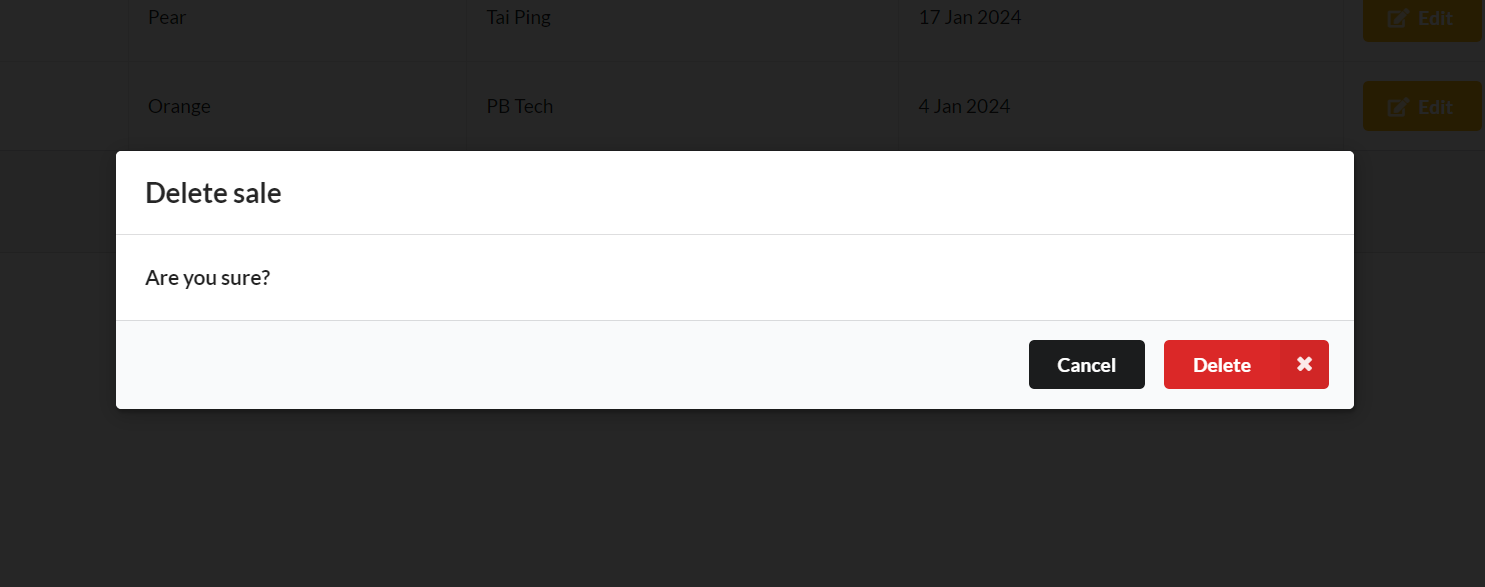 Pear Tai Ping 17 Jan 2024 Edit
Orange PB Tech 4 Jan 2024 Edit
Delete sale
Are you sure?
Cancel Delete